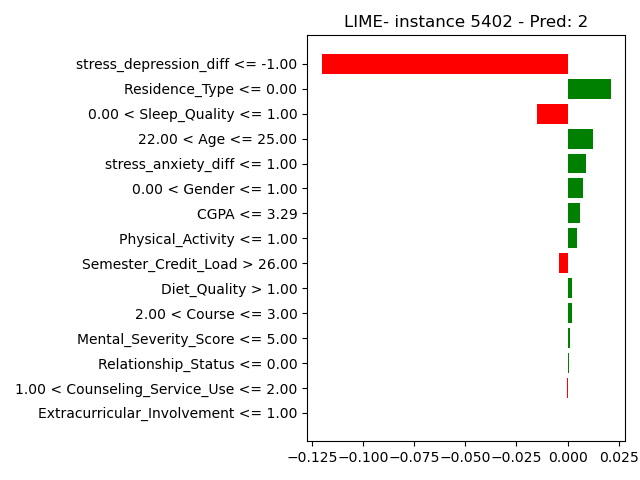 LIME- instance 5402 - Pred: 2
stress_depression_diff <= -1.00
Residence_Type <= 0.00
0.00 < Sleep_Quality <= 1.00
22.00 < Age <= 25.00
stress_anxiety_diff <= 1.00
0.00 < Gender <= 1.00
CGPA <= 3.29
Physical_Activity <= 1.00
Semester_Credit_Load > 26.00
Diet_Quality > 1.00
2.00 < Course <= 3.00
Mental_Severity_Score <= 5.00
Relationship_Status <= 0.00
1.00 < Counseling_Service_Use <= 2.00
Extracurricular_Involvement <= 1.00
−0.125 −0.100 −0.075 −0.050 −0.025 0.000 0.025